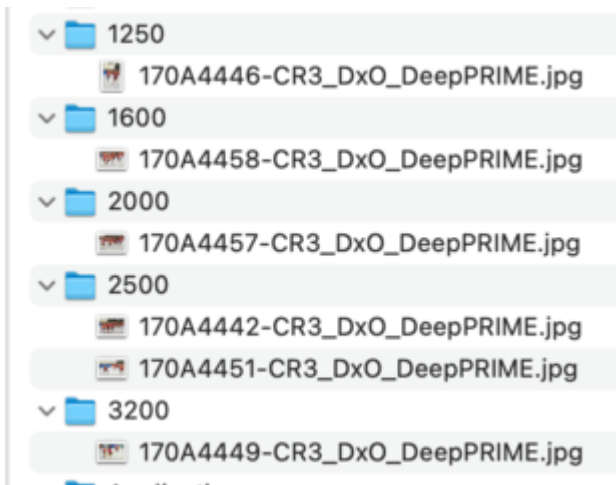 1250
170A4446-CR3_DxO_DeepPRIME.jpg
1600
170A4458-CR3_DxO_DeepPRIME.jpg
2000
170A4457-CR3_DxO_DeepPRIME.jpg
2500
170A4442-CR3_DxO_DeepPRIME.jpg
170A4451-CR3_DxO_DeepPRIME.jpg
3200
170A4449-CR3_DxO_DeepPRIME.jpg